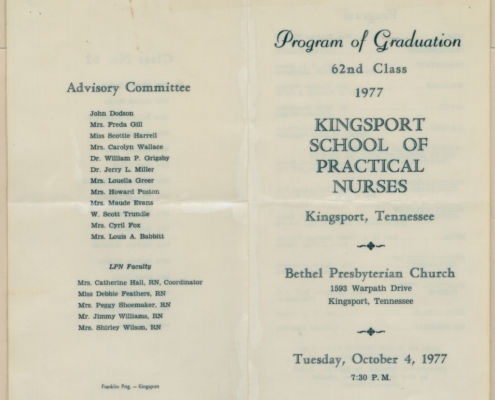 Advisory Committee
John Dodson
Mrs. Freda Gill
Miss Scottie Harrell
Mrs. Carolyn Wallace
Dr. William P. Grigsby
Dr. Jerry L. Miller
Mrs. Louella Greer
Mrs. Howard Poston
Mrs. Maude Evans
W. Scott Trundle
Mrs. Cyril Fox
Mrs. Louis A. Babbitt
LPN Faculty
Mrs. Catherine Hall, RN, Coordinator
Miss Debbie Feathers, RN
Mrs. Peggy Shoemaker, RN
Mr. Jimmy Williams, RN
Mrs. Shirley Wilson, RN
Franklin Prtg. — Kingsport
Program of Graduation
62nd Class
1977
KINGSPORT
SCHOOL OF
PRACTICAL
NURSES
Kingsport, Tennessee
Bethel Presbyterian Church
1593 Warpath Drive
Kingsport, Tennessee
Tuesday, October 4, 1977
7:30 P. M.